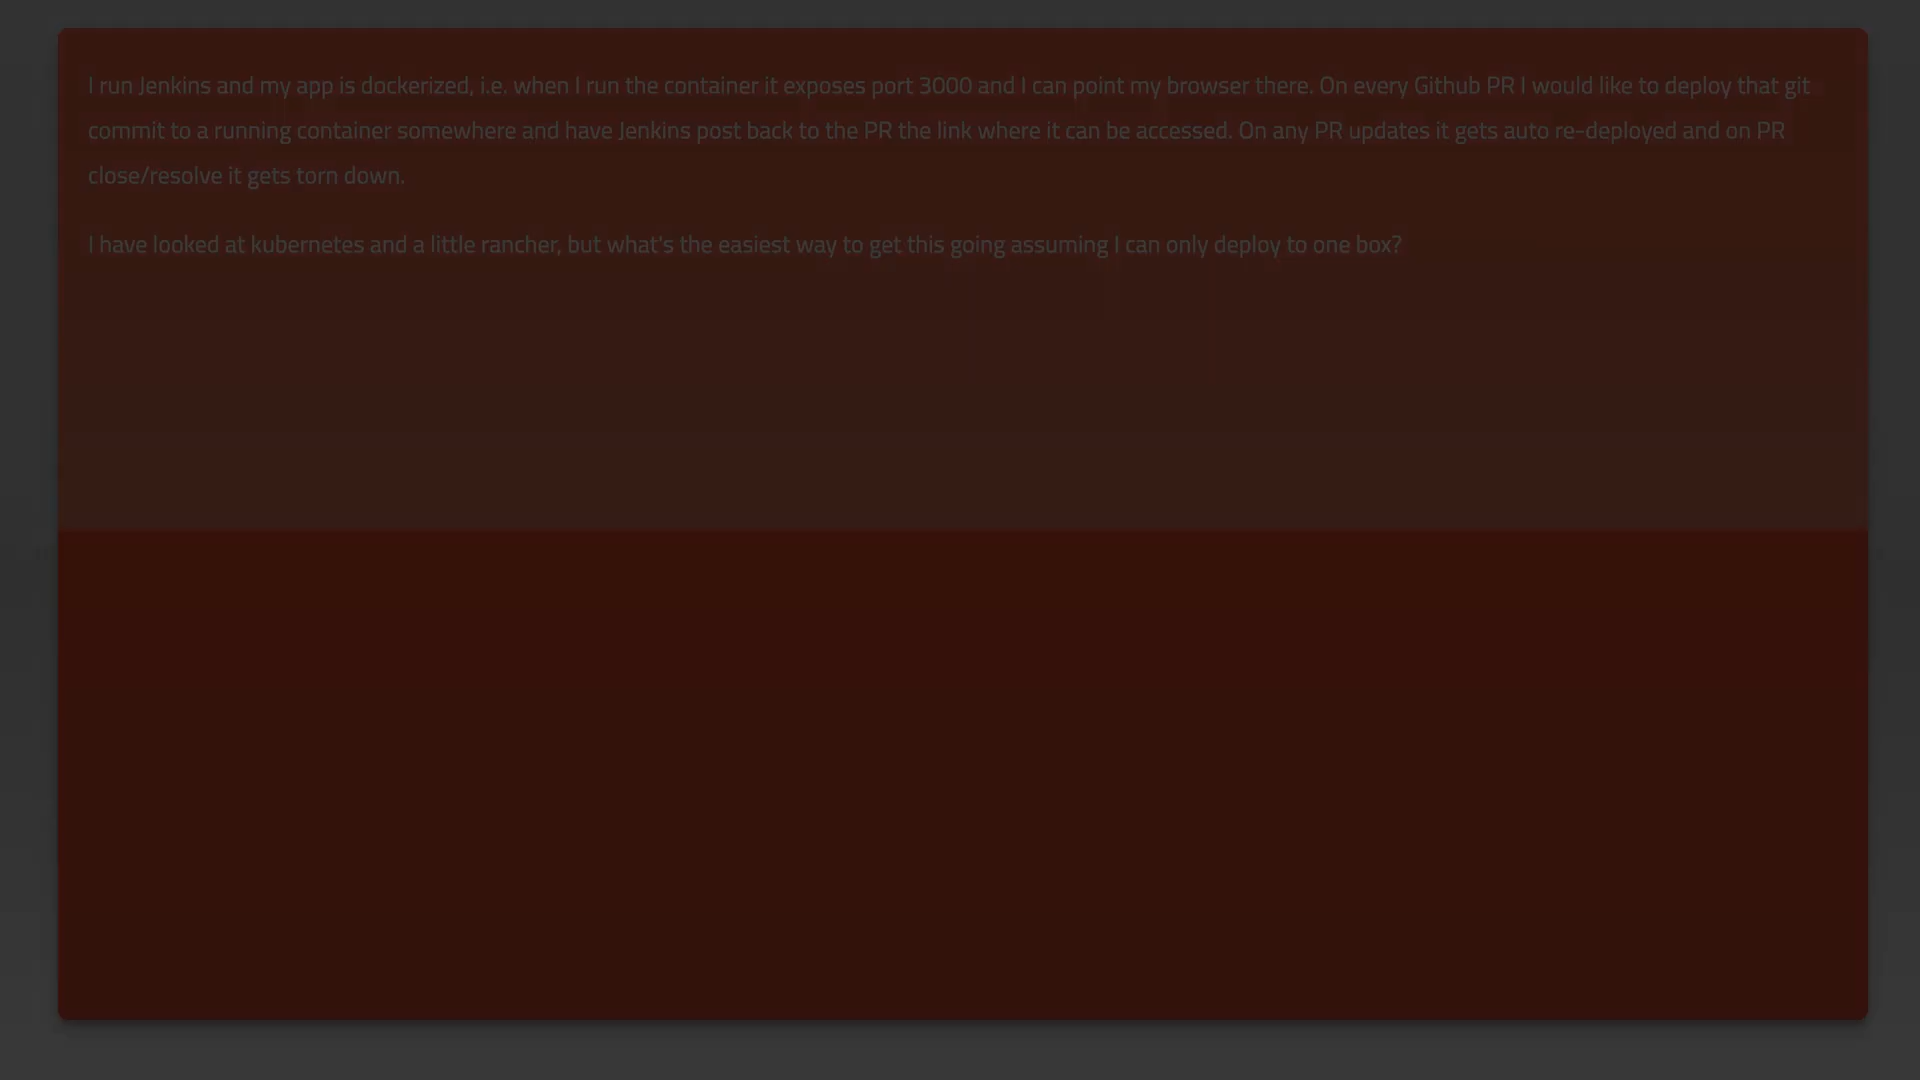 I run Jenkins and my app is dockerized, i.e. when I run the container it exposes port 3000 and I can point my browser there. On every Github PR I would like to deploy that git
commit to a running container somewhere and have Jenkins post back to the PR the link where it can be accessed. On any PR updates it gets auto re-deployed and on PR
close/resolve it gets torn down.
I have looked at kubernetes and a little rancher, but what's the easiest way to get this going assuming I can only deploy to one box?